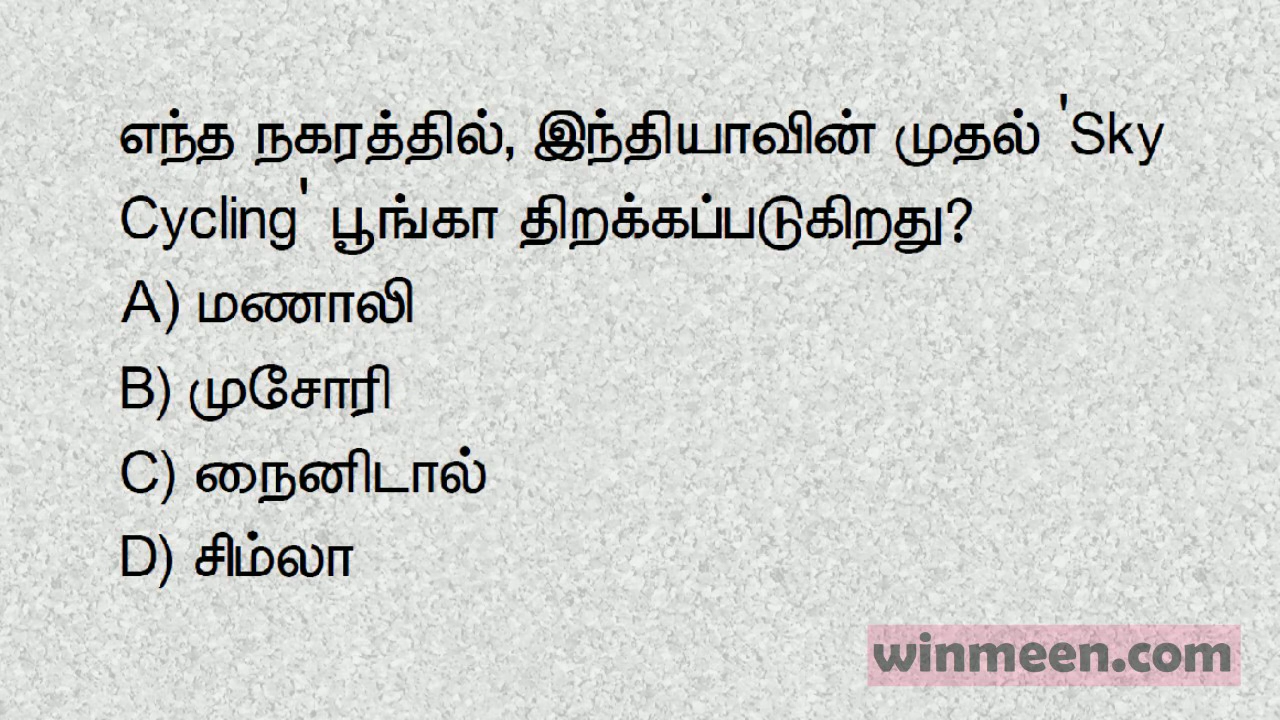 எந்த நகரத்தில், இந்தியாவின் முதல் 'Sky
Cycling' பூங்கா திறக்கப்படுகிறது?
A) மணாலி
B) முசோரி
C) நைனிடால்
D) சிம்லா
winmeen.com